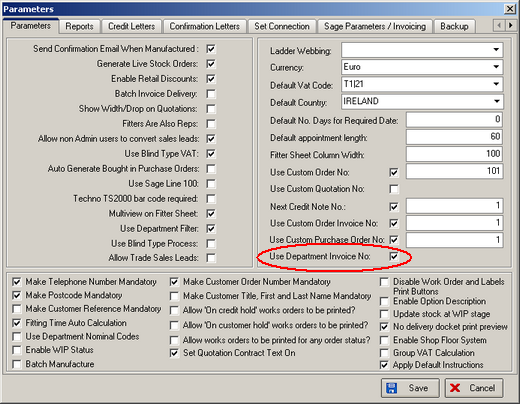 Parameters
Parameters Reports Credit Letters Confirmation Letters Set Connection Sage Parameters / Invoicing Backup
Send Confirmation Email When Manufactured :
Generate Live Stock Orders:
Enable Retail Discounts:
Batch Invoice Delivery:
Show Width/Drop on Quotations:
Fitters Are Also Reps:
Allow non Admin users to convert sales leads:
Use Blind Type VAT:
Auto Generate Bought in Purchase Orders:
Use Sage Line 100:
Techno TS2000 bar code required:
Multiview on Fitter Sheet:
Use Department Filter:
Use Blind Type Process:
Allow Trade Sales Leads:
Ladder Webbing:
Currency: Euro
Default Vat Code: T1|21
Default Country: IRELAND
Default No. Days for Required Date: 0
Default appointment length: 60
Fitter Sheet Column Width: 100
Use Custom Order No: 101
Use Custom Quotation No:
Next Credit Note No.: 1
Use Custom Order Invoice No: 1
Use Custom Purchase Order No: 1
Use Department Invoice No:
Make Telephone Number Mandatory
Make Postcode Mandatory
Make Customer Reference Mandatory
Fitting Time Auto Calculation
Use Department Nominal Codes
Enable WIP Status
Batch Manufacture
Make Customer Order Number Mandatory
Make Customer Title, First and Last Name Mandatory
Allow 'On credit hold' works orders to be printed?
Allow 'On customer hold' works orders to be printed?
Allow works orders to be printed for any order status?
Set Quotation Contract Text On
Disable Work Order and Labels
Print Buttons
Enable Option Description
Update stock at WIP stage
No delivery docket print preview
Enable Shop Floor System
Group VAT Calculation
Apply Default Instructions
Save Cancel